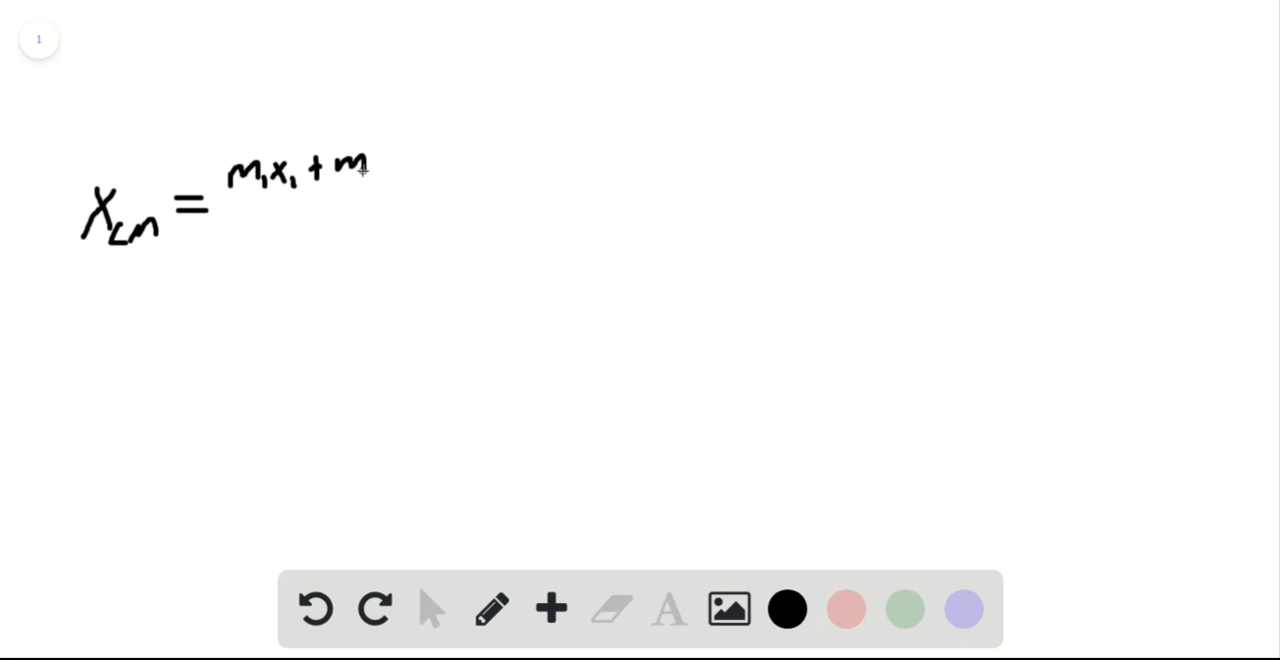 1
X_cm = m₁x₁ + m
A